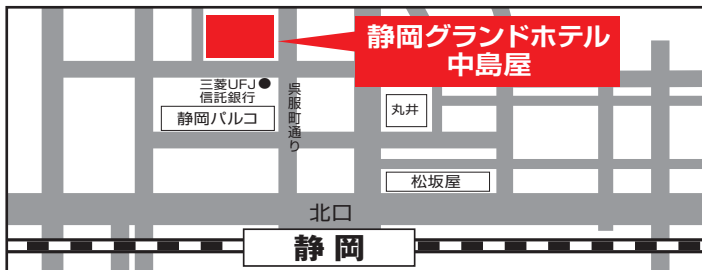 静岡グランドホテル
中島屋
三菱UFJ
信託銀行
静岡パルコ
呉服町通り
丸井
松坂屋
北口
静岡